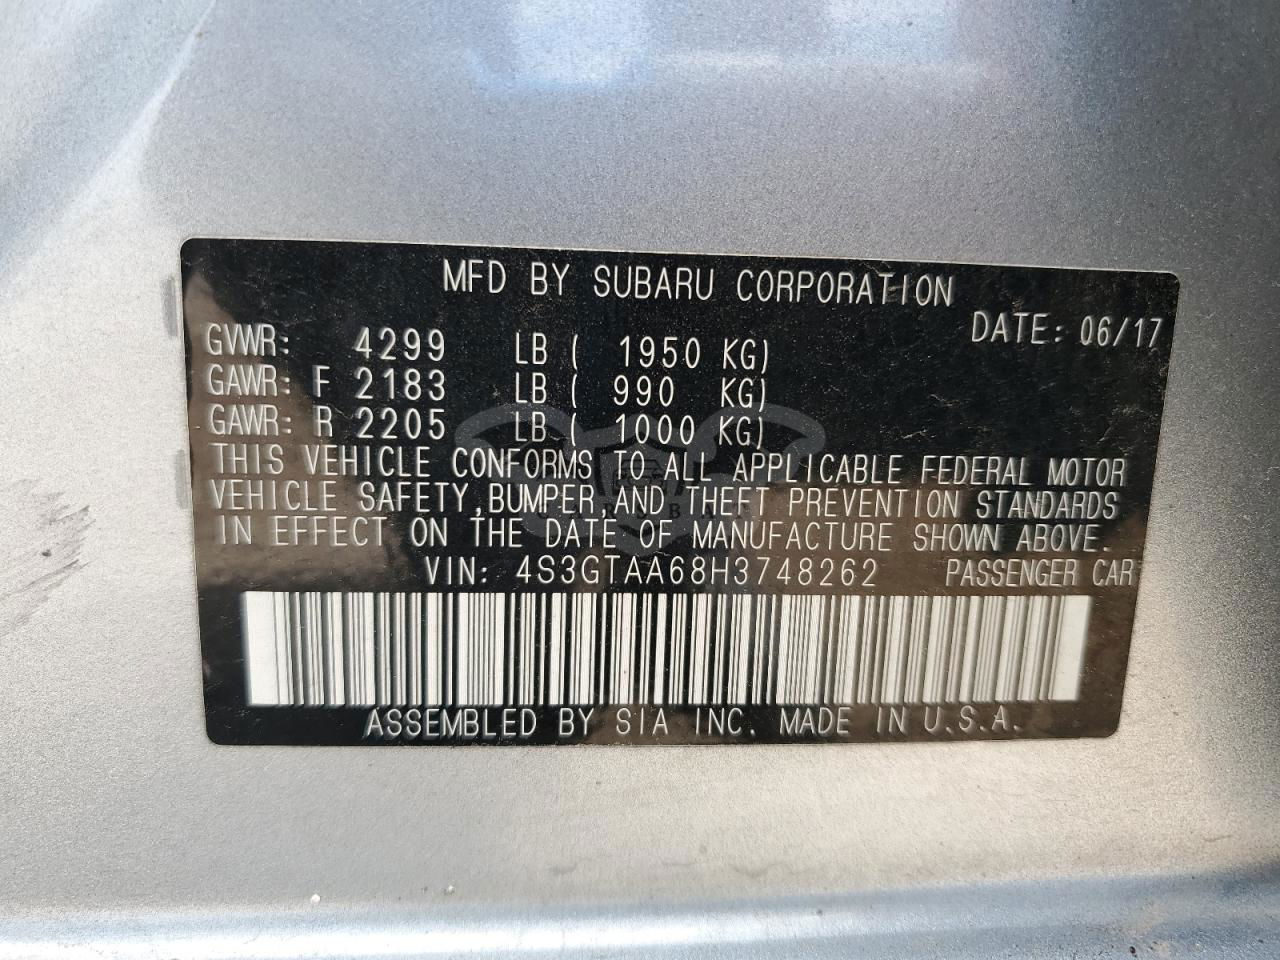 MFD BY SUBARU CORPORATION
DATE: 06/17
GVWR: 4299 LB ( 1950 KG)
GAWR: F 2183 LB ( 990 KG)
GAWR: R 2205 LB ( 1000 KG)
THIS VEHICLE CONFORMS TO ALL APPLICABLE FEDERAL MOTOR
VEHICLE SAFETY,BUMPER,AND THEFT PREVENTION STANDARDS
IN EFFECT ON THE DATE OF MANUFACTURE SHOWN ABOVE.
VIN: 4S3GTAA68H3748262 PASSENGER CAR
ASSEMBLED BY SIA INC. MADE IN U.S.A.